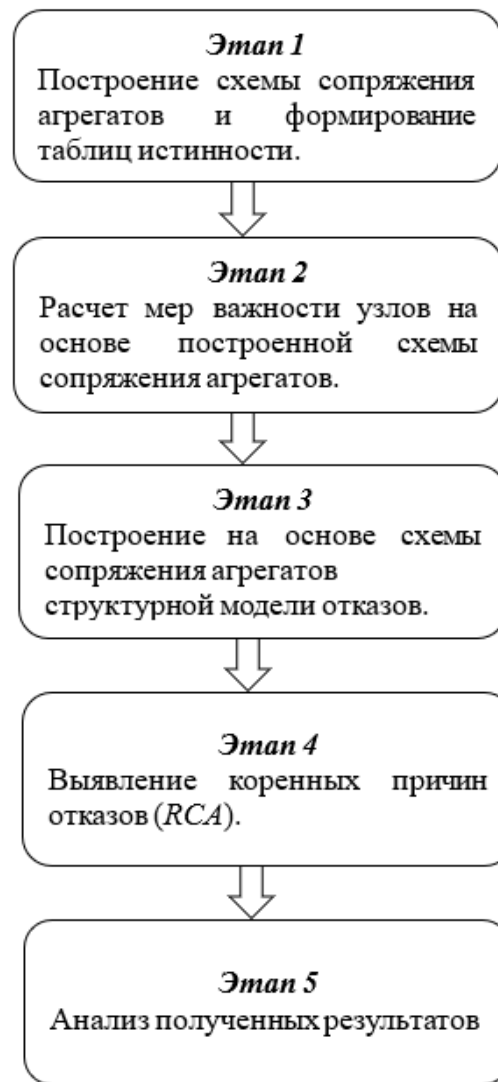 Этап 1
Построение схемы сопряжения
агрегатов и формирование
таблиц истинности.
Этап 2
Расчет мер важности узлов на
основе построенной схемы
сопряжения агрегатов.
Этап 3
Построение на основе схемы
сопряжения агрегатов
структурной модели отказов.
Этап 4
Выявление коренных причин
отказов (RCA).
Этап 5
Анализ полученных результатов